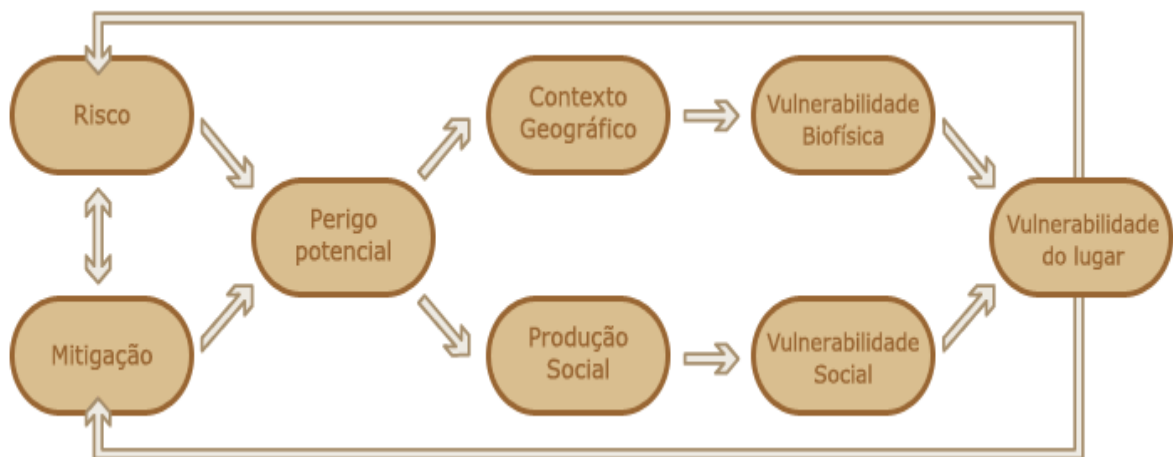 Risco
Contexto
Geográfico
Vulnerabilidade
Biofísica
Perigo
potencial
Vulnerabilidade
do lugar
Mitigação
Produção
Social
Vulnerabilidade
Social